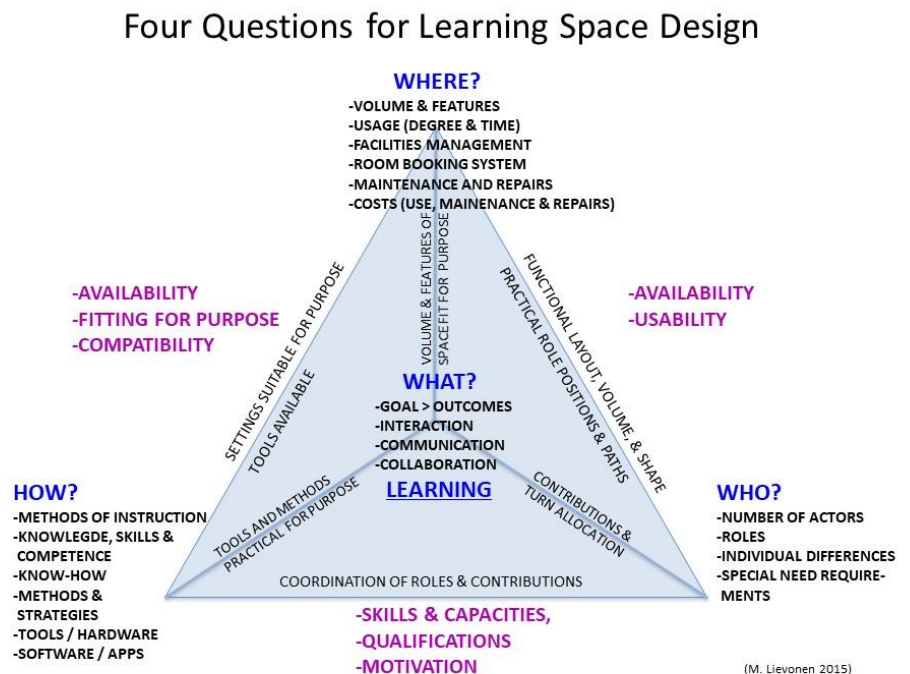 Four Questions for Learning Space Design
WHERE?
-VOLUME & FEATURES
-USAGE (DEGREE & TIME)
-FACILITIES MANAGEMENT
-ROOM BOOKING SYSTEM
-MAINTENANCE AND REPAIRS
-COSTS (USE, MAINENANCE & REPAIRS)
-AVAILABILITY
-FITTING FOR PURPOSE
-COMPATIBILITY
SETTINGS SUITABLE FOR PURPOSE
TOOLS AVAILABLE
VOLUME & FEATURES OF
SPACE FIT FOR PURPOSE
FUNCTIONAL LAYOUT, VOLUME, & SHAPE
PRACTICAL ROLE POSITIONS & PATHS
-AVAILABILITY
-USABILITY
WHAT?
-GOAL > OUTCOMES
-INTERACTION
-COMMUNICATION
-COLLABORATION
LEARNING
HOW?
-METHODS OF INSTRUCTION
-KNOWLEGDE, SKILLS &
COMPETENCE
-KNOW-HOW
-METHODS &
STRATEGIES
-TOOLS / HARDWARE
-SOFTWARE / APPS
TOOLS AND METHODS
PRACTICAL FOR PURPOSE
CONTRIBUTIONS &
TURN ALLOCATION
WHO?
-NUMBER OF ACTORS
-ROLES
-INDIVIDUAL DIFFERENCES
-SPECIAL NEED REQUIRE-
MENTS
COORDINATION OF ROLES & CONTRIBUTIONS
-SKILLS & CAPACITIES,
-QUALIFICATIONS
-MOTIVATION
(M. Lievonen 2015)